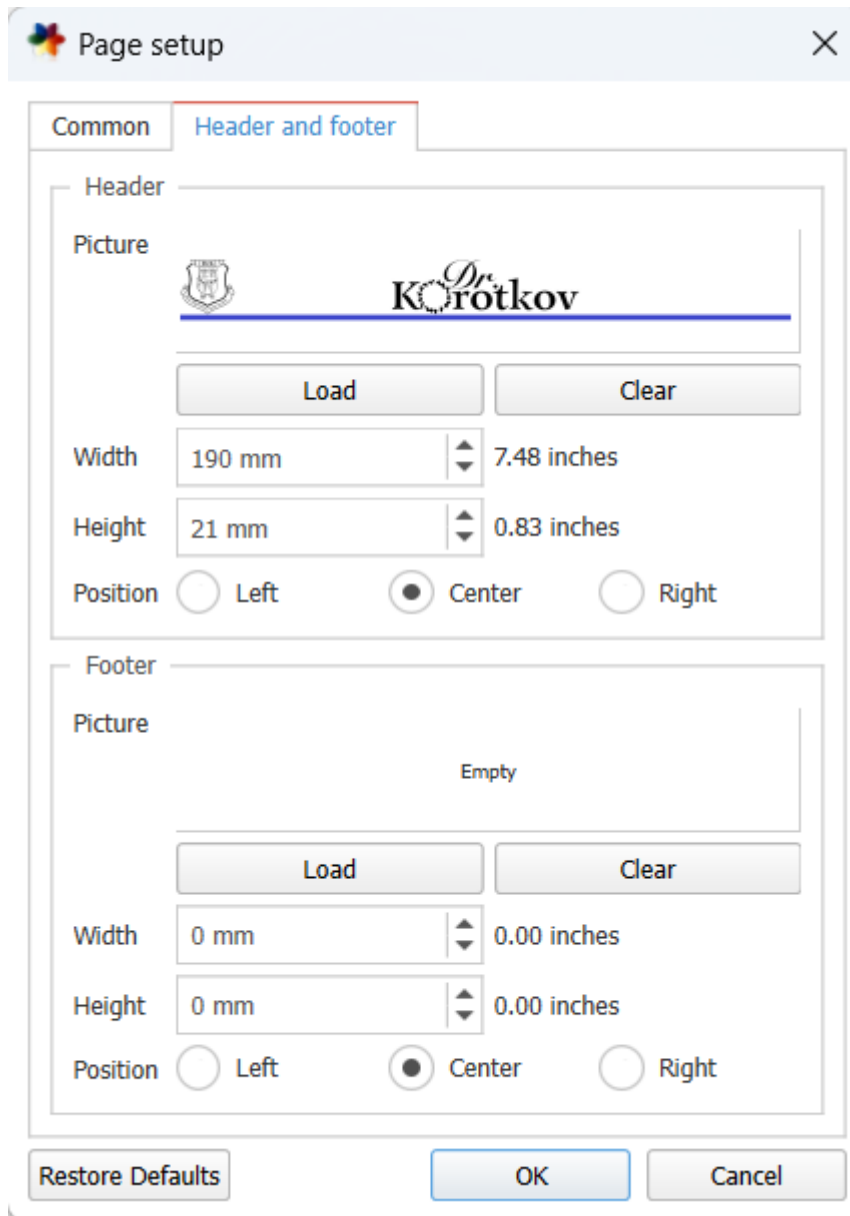 Page setup
Common Header and footer
Header
Picture
Dr.
Korotkov
Load Clear
Width 190 mm 7.48 inches
Height 21 mm 0.83 inches
Position Left Center Right
Footer
Picture
Empty
Load Clear
Width 0 mm 0.00 inches
Height 0 mm 0.00 inches
Position Left Center Right
Restore Defaults OK Cancel